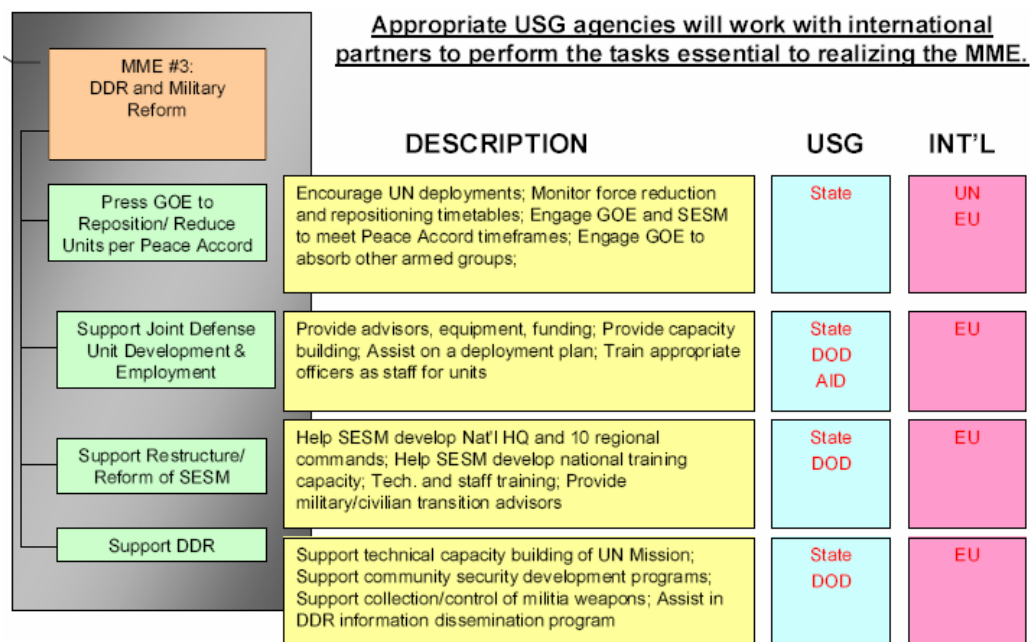 Appropriate USG agencies will work with international
partners to perform the tasks essential to realizing the MME.
MME #3:
DDR and Military
Reform
DESCRIPTION
USG
INT'L
Press GOE to
Reposition/ Reduce
Units per Peace Accord
Encourage UN deployments; Monitor force reduction
and repositioning timetables; Engage GOE and SESM
to meet Peace Accord timeframes; Engage GOE to
absorb other armed groups;
State
UN
EU
Support Joint Defense
Unit Development &
Employment
Provide advisors, equipment, funding; Provide capacity
building; Assist on a deployment plan; Train appropriate
officers as staff for units
State
DOD
AID
EU
Support Restructure/
Reform of SESM
Help SESM develop Nat'l HQ and 10 regional
commands; Help SESM develop national training
capacity; Tech. and staff training; Provide
military/civilian transition advisors
State
DOD
EU
Support DDR
Support technical capacity building of UN Mission;
Support community security development programs;
Support collection/control of militia weapons; Assist in
DDR information dissemination program
State
DOD
EU